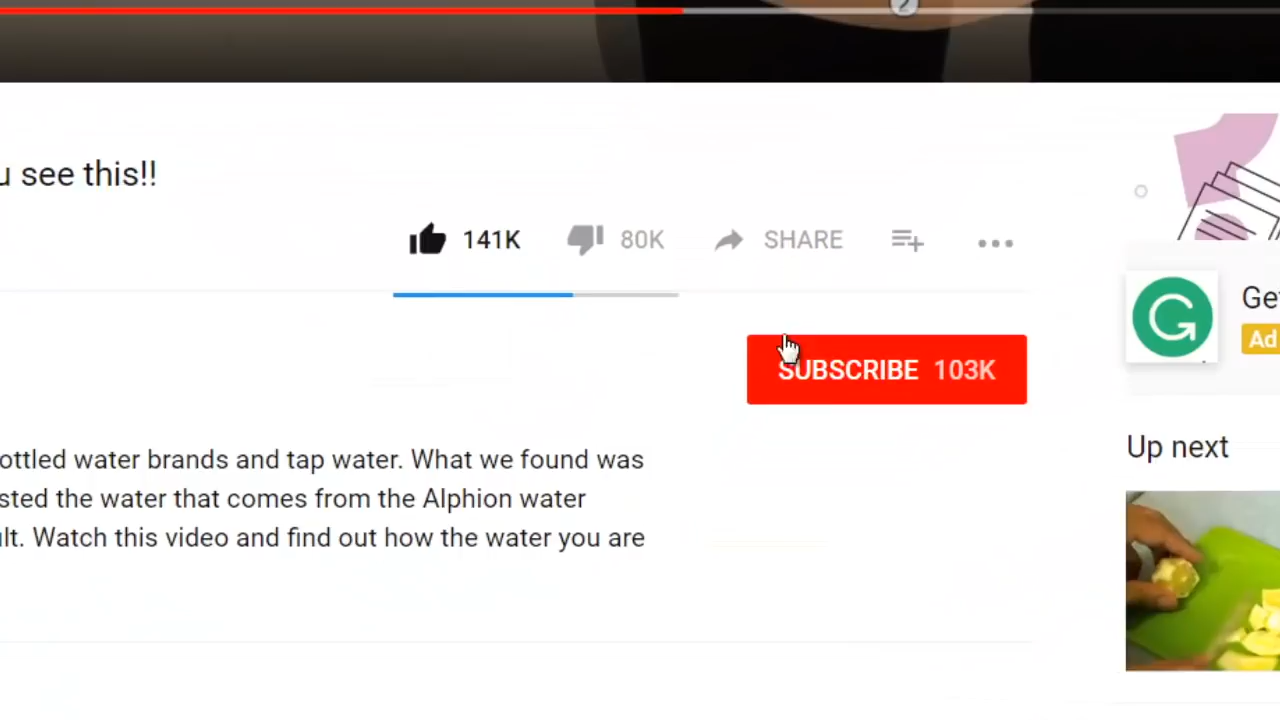 2
u see this!!
141K 80K SHARE
SUBSCRIBE 103K
ottled water brands and tap water. What we found was
sted the water that comes from the Alphion water
lt. Watch this video and find out how the water you are
G
Ge
Ad
Up next